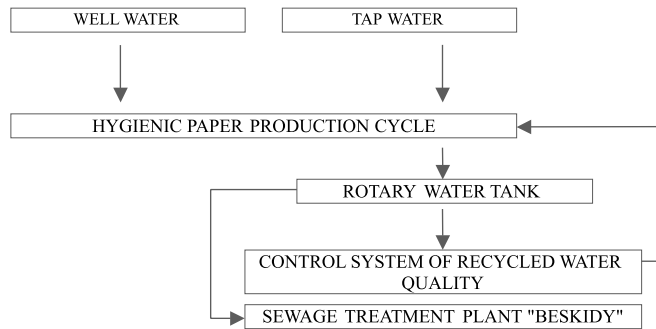 WELL WATER
TAP WATER
HYGIENIC PAPER PRODUCTION CYCLE
ROTARY WATER TANK
CONTROL SYSTEM OF RECYCLED WATER
QUALITY
SEWAGE TREATMENT PLANT "BESKIDY"